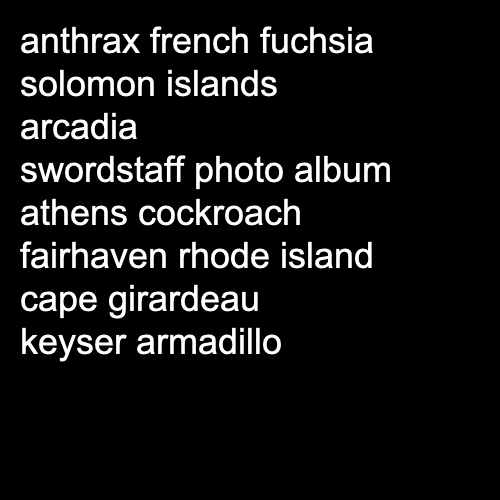 anthrax french fuchsia
solomon islands
arcadia
swordstaff photo album
athens cockroach
fairhaven rhode island
cape girardeau
keyser armadillo